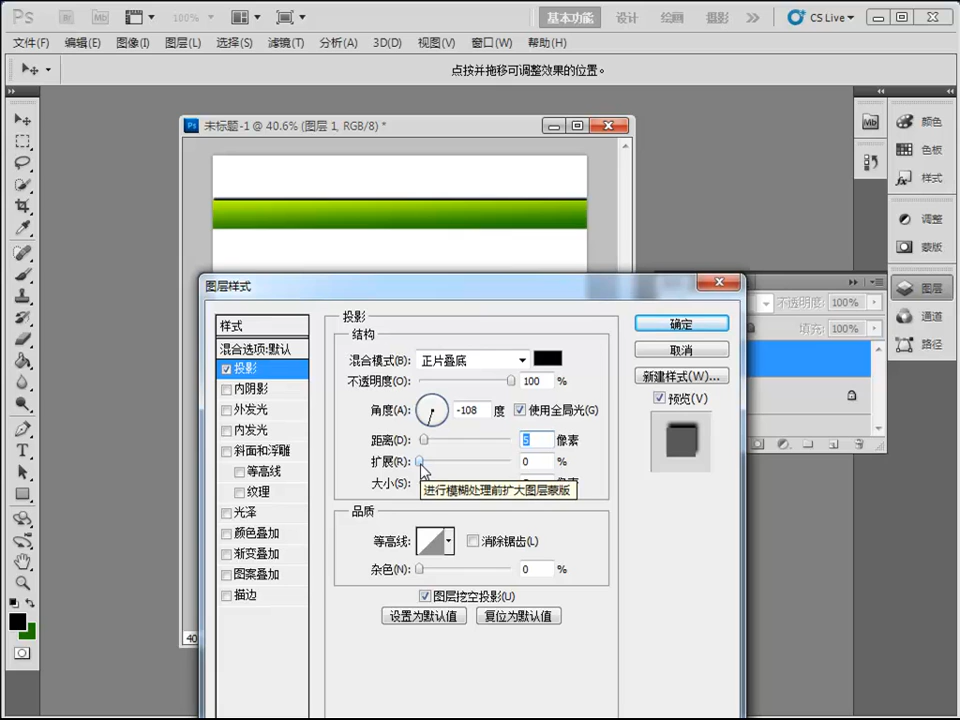 Ps Br Mb 100% 基本功能 设计 绘画 摄影 CS Live
文件(F) 编辑(E) 图像(I) 图层(L) 选择(S) 滤镜(T) 分析(A) 3D(D) 视图(V) 窗口(W) 帮助(H)
点按并拖移可调整效果的位置。
Ps 未标题-1 @ 40.6% (图层 1, RGB/8) *
Mb 颜色
色板
样式
调整
蒙版
图层
通道
路径
不透明度: 100%
填充: 100%
40
图层样式
样式
混合选项:默认
投影
内阴影
外发光
内发光
斜面和浮雕
等高线
纹理
光泽
颜色叠加
渐变叠加
图案叠加
描边
投影
结构
混合模式(B): 正片叠底
不透明度(O): 100 %
角度(A): -108 度 使用全局光(G)
距离(D): 5 像素
扩展(R): 0 %
大小(S):
进行模糊处理前扩大图层蒙版
品质
等高线: 消除锯齿(L)
杂色(N): 0 %
图层挖空投影(U)
设置为默认值 复位为默认值
确定
取消
新建样式(W)...
预览(V)